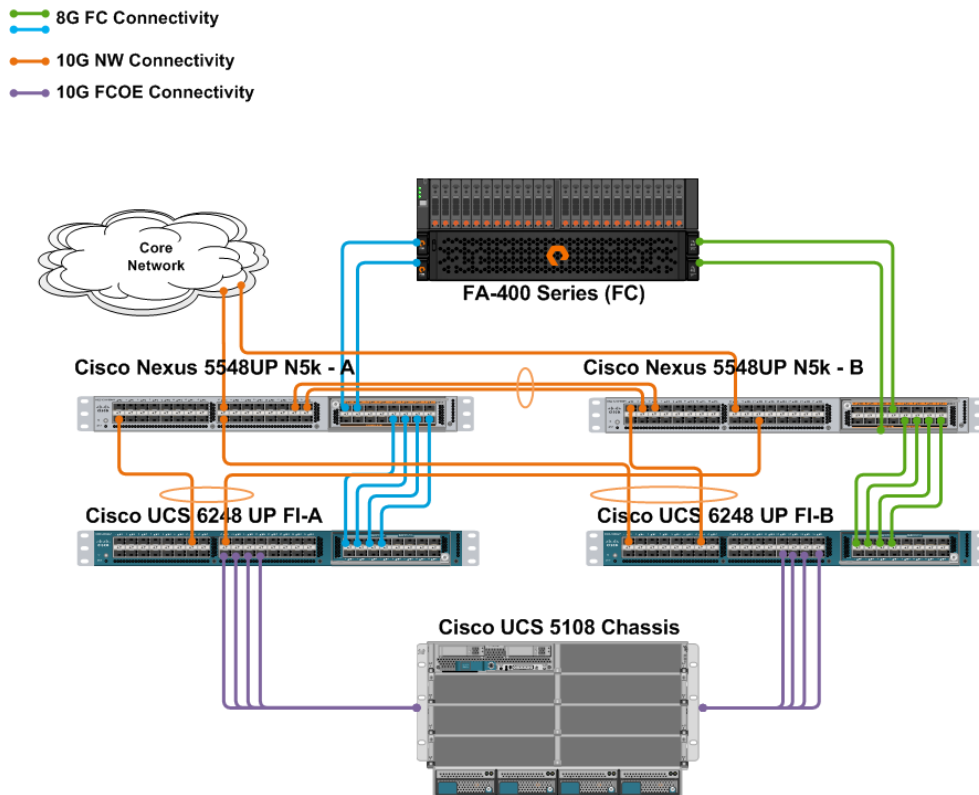 8G FC Connectivity
10G NW Connectivity
10G FCOE Connectivity
Core
Network
FA-400 Series (FC)
Cisco Nexus 5548UP N5k - A
Cisco Nexus 5548UP N5k - B
Cisco UCS 6248 UP FI-A
Cisco UCS 6248 UP FI-B
Cisco UCS 5108 Chassis